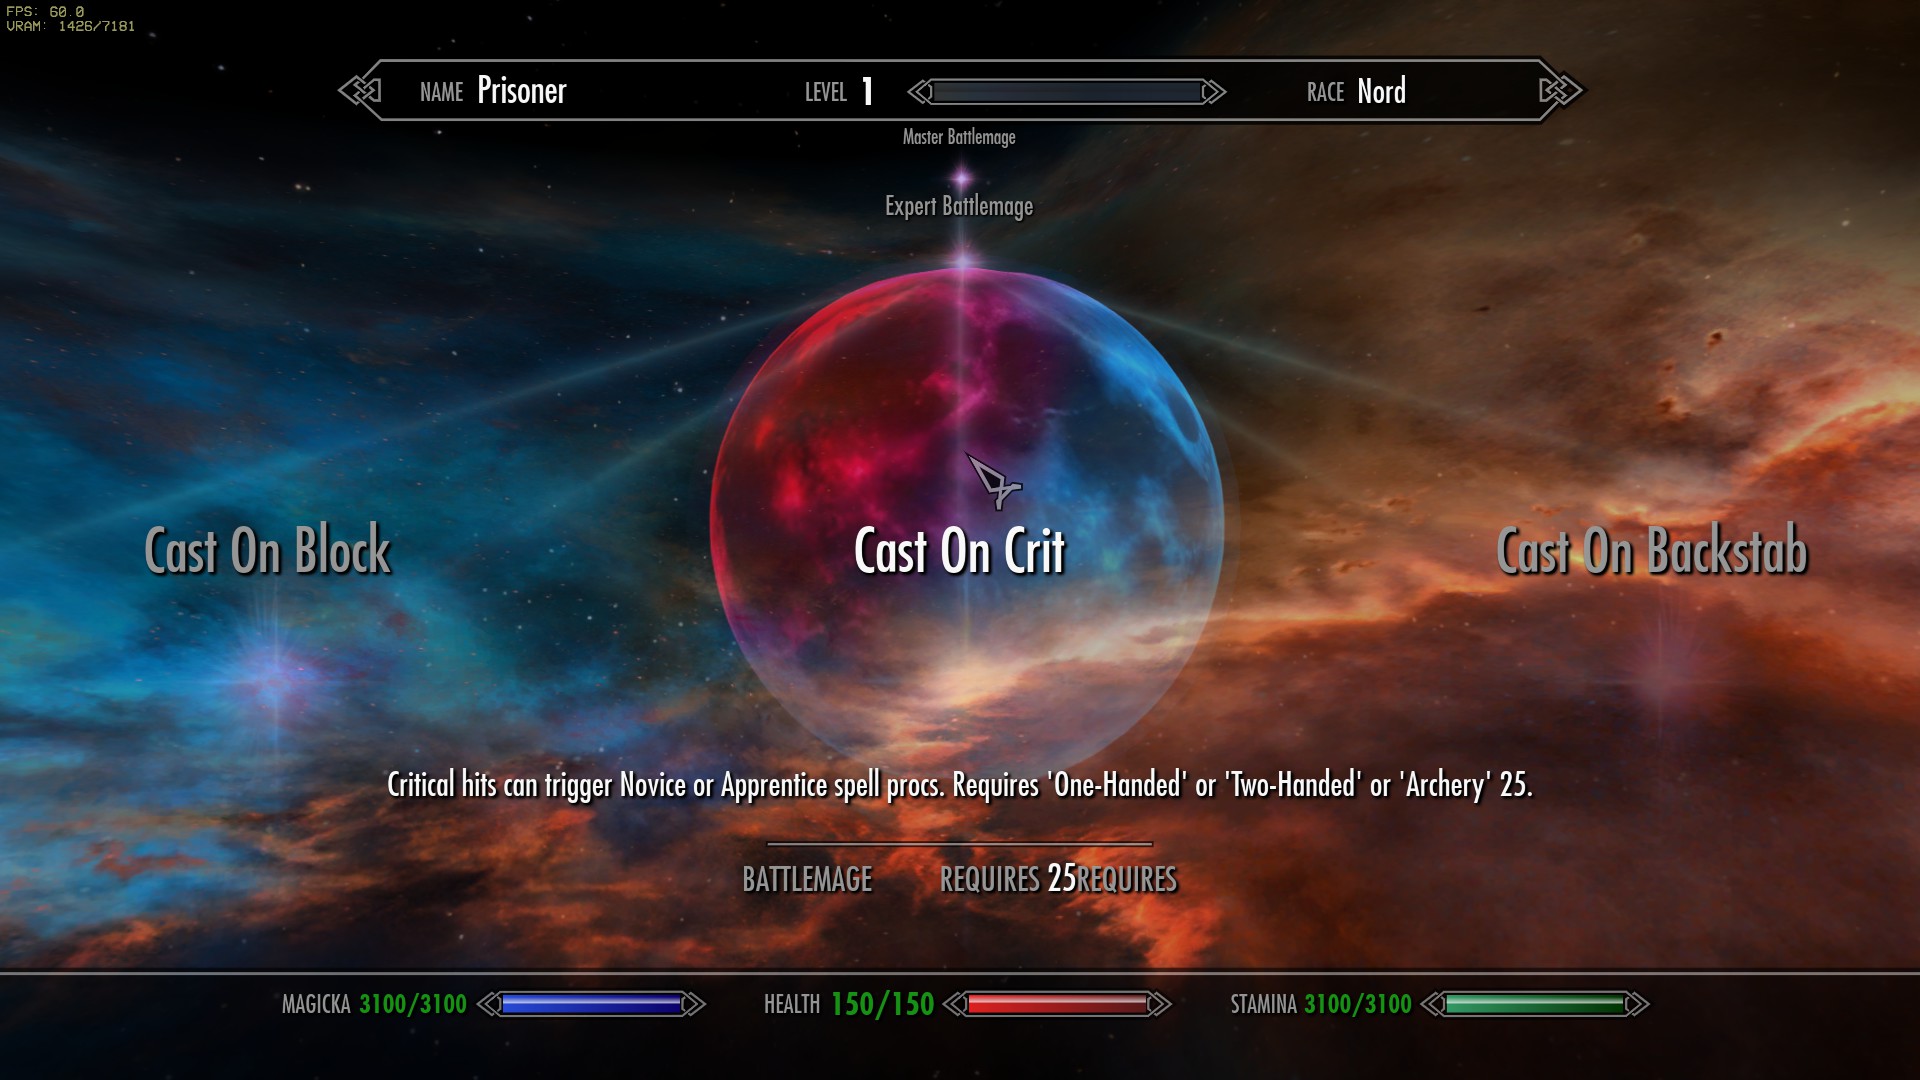 FPS: 60.0
VRAM: 1426/7181
NAME Prisoner LEVEL 1 RACE Nord
Master Battlemage
Expert Battlemage
Cast On Block Cast On Crit Cast On Backstab
Critical hits can trigger Novice or Apprentice spell procs. Requires 'One-Handed' or 'Two-Handed' or 'Archery' 25.
BATTLEMAGE REQUIRES 25REQUIRES
MAGICKA 3100/3100 HEALTH 150/150 STAMINA 3100/3100